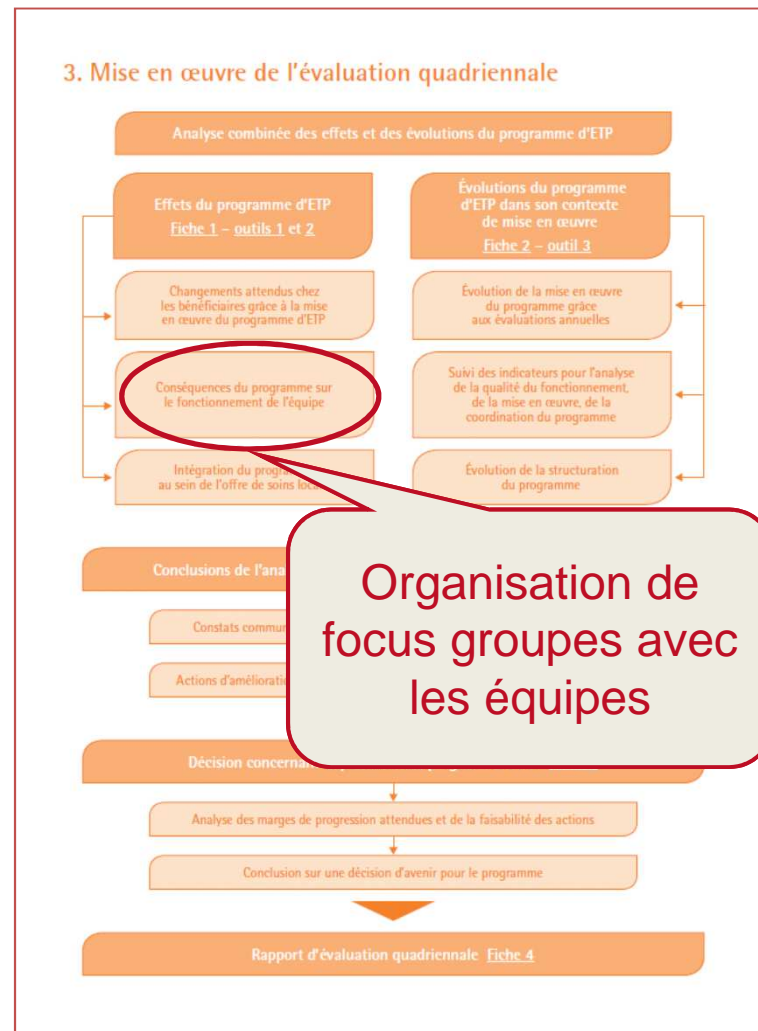 3. Mise en œuvre de l'évaluation quadriennale
Analyse combinée des effets et des évolutions du programme d'ETP
Effets du programme d'ETP
Fiche 1 – outils 1 et 2
Évolutions du programme
d'ETP dans son contexte
de mise en œuvre
Fiche 2 – outil 3
Changements attendus chez
les bénéficiaires grâce à la mise
en œuvre du programme d'ETP
Évolution de la mise en œuvre
du programme grâce
aux évaluations annuelles
Conséquences du programme sur
le fonctionnement de l'équipe
Suivi des indicateurs pour l'analyse
de la qualité du fonctionnement,
de la mise en œuvre, de la
coordination du programme
Intégration du
au sein de l'offre de soins
Évolution de la structuration
du programme
Organisation de
focus groupes avec
les équipes
Conclusions de
Constats
Actions
Décision
Analyse des marges de progression attendues et de la faisabilité des actions
Conclusion sur une décision d'avenir pour le programme
Rapport d'évaluation quadriennale Fiche 4